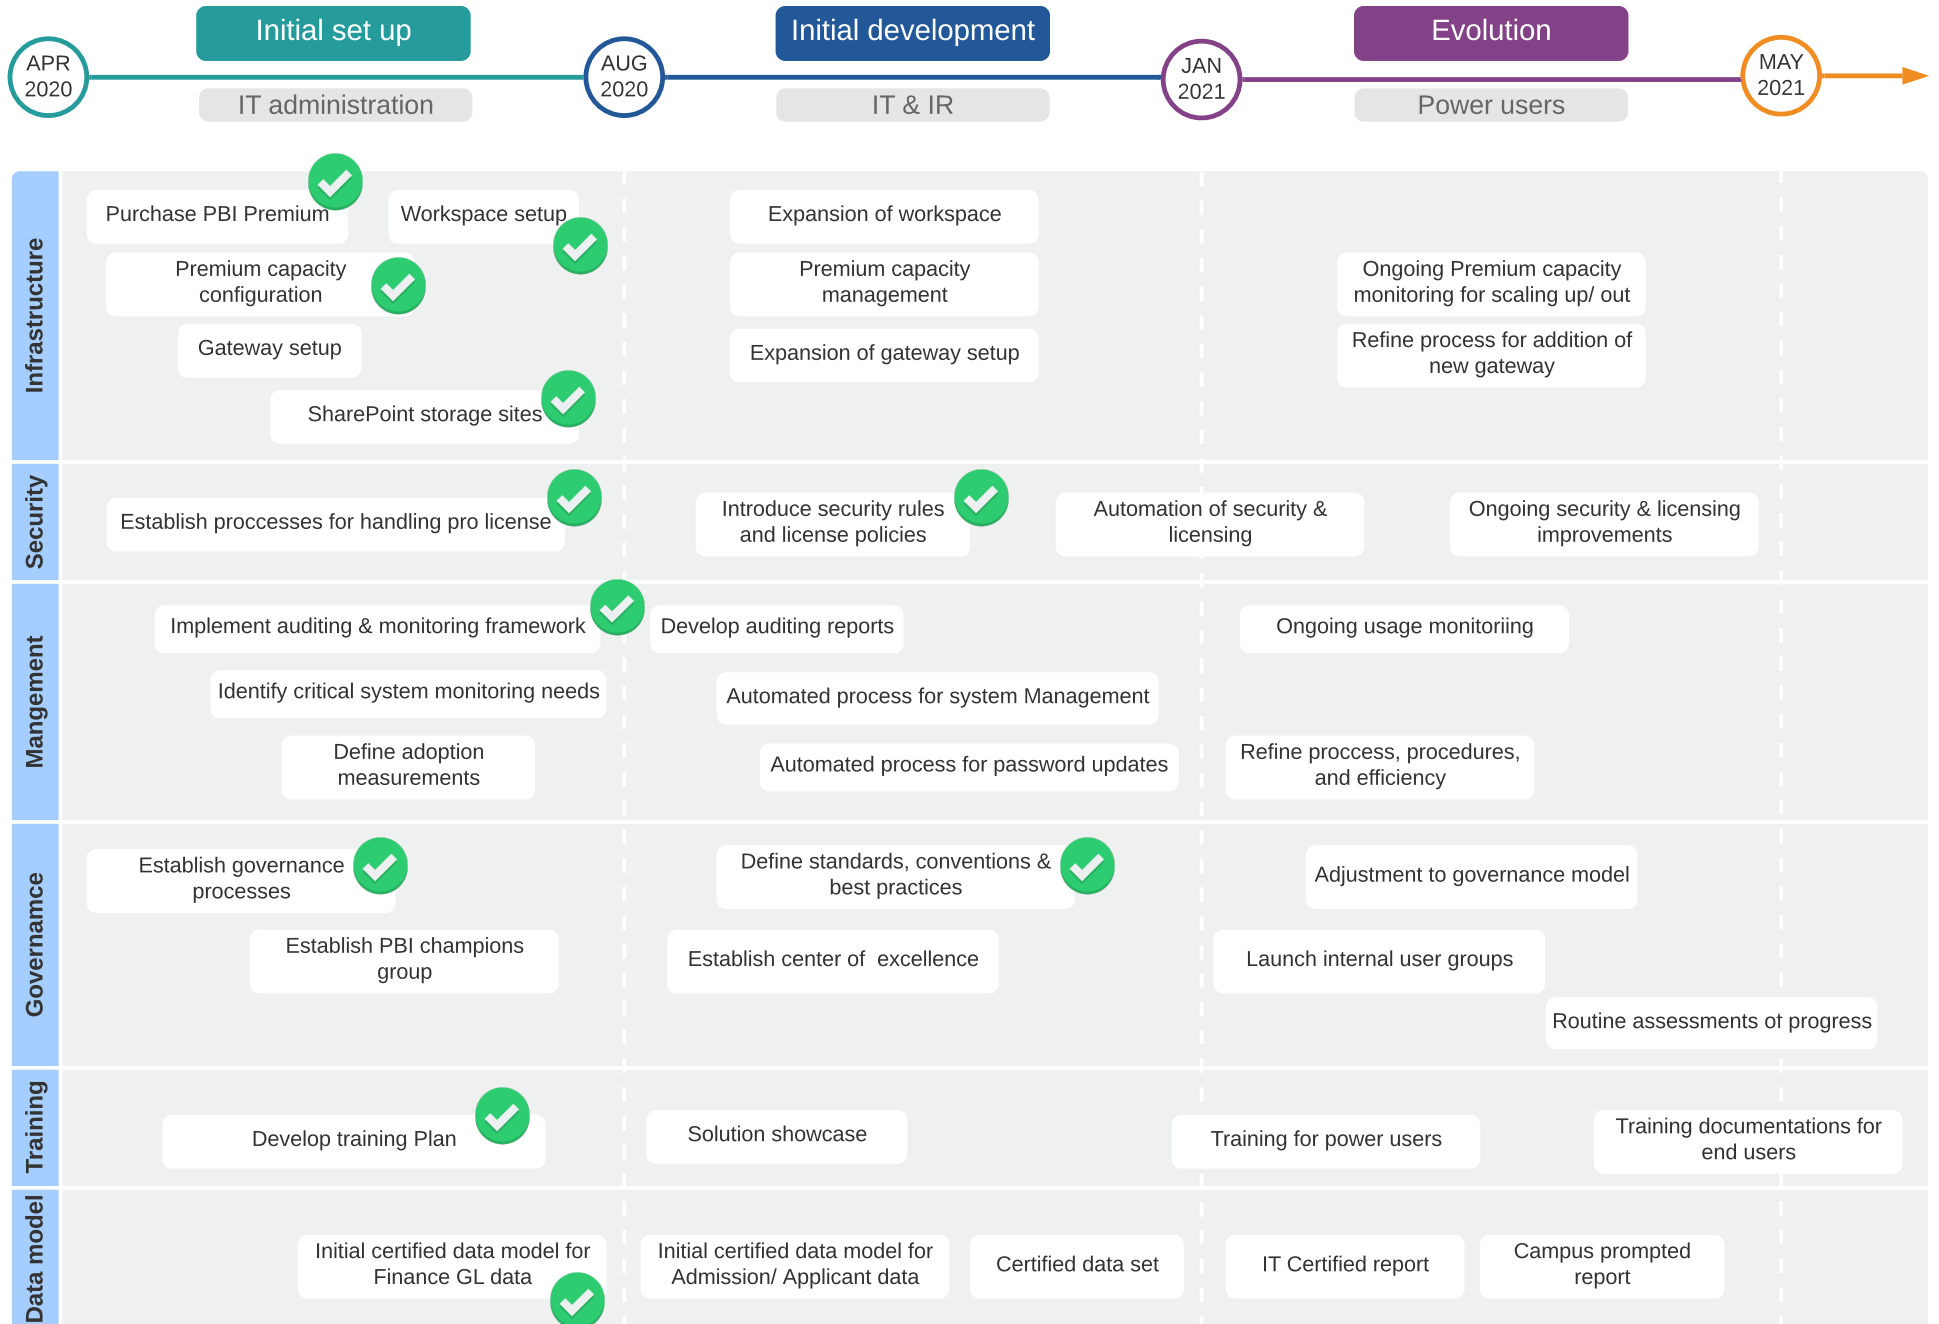 Initial set up
Initial development
Evolution
APR
2020
AUG
2020
JAN
2021
MAY
2021
IT administration
IT & IR
Power users
Infrastructure
Purchase PBI Premium
Workspace setup
Premium capacity
configuration
Gateway setup
SharePoint storage sites
Expansion of workspace
Premium capacity
management
Expansion of gateway setup
Ongoing Premium capacity
monitoring for scaling up/ out
Refine process for addition of
new gateway
Security
Establish proccesses for handling pro license
Introduce security rules
and license policies
Automation of security &
licensing
Ongoing security & licensing
improvements
Mangement
Implement auditing & monitoring framework
Identify critical system monitoring needs
Define adoption
measurements
Develop auditing reports
Automated process for system Management
Automated process for password updates
Ongoing usage monitoriing
Refine proccess, procedures,
and efficiency
Governamce
Establish governance
processes
Establish PBI champions
group
Define standards, conventions &
best practices
Establish center of  excellence
Adjustment to governance model
Launch internal user groups
Routine assessments of progress
Training
Develop training Plan
Solution showcase
Training for power users
Training documentations for
end users
Data model
Initial certified data model for
Finance GL data
Initial certified data model for
Admission/ Applicant data
Certified data set
IT Certified report
Campus prompted
report